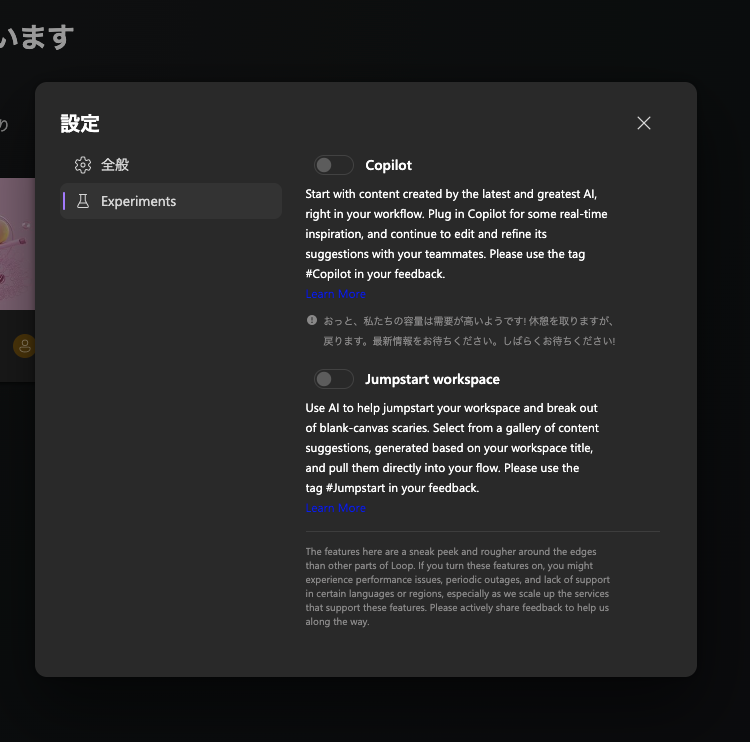 います
り
設定
全般
Experiments
Copilot
Start with content created by the latest and greatest AI,
right in your workflow. Plug in Copilot for some real-time
inspiration, and continue to edit and refine its
suggestions with your teammates. Please use the tag
#Copilot in your feedback.
Learn More
おっと、私たちの容量は需要が高いようです! 休憩を取りますが、
戻ります。最新情報をお待ちください。しばらくお待ちください!
Jumpstart workspace
Use AI to help jumpstart your workspace and break out
of blank-canvas scaries. Select from a gallery of content
suggestions, generated based on your workspace title,
and pull them directly into your flow. Please use the
tag #Jumpstart in your feedback.
Learn More
The features here are a sneak peek and rougher around the edges
than other parts of Loop. If you turn these features on, you might
experience performance issues, periodic outages, and lack of support
in certain languages or regions, especially as we scale up the services
that support these features. Please actively share feedback to help us
along the way.